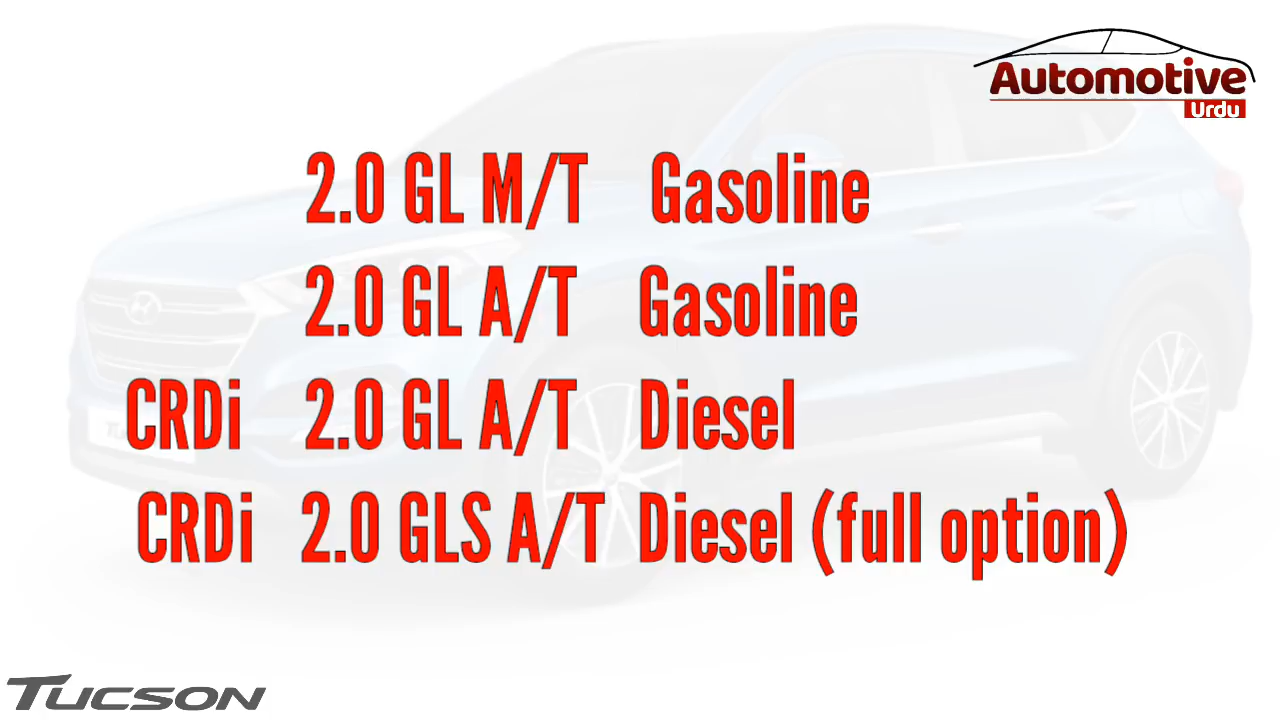 Automotive
Urdu
2.0 GL M/T Gasoline
2.0 GL A/T Gasoline
CRDi 2.0 GL A/T Diesel
CRDi 2.0 GLS A/T Diesel (full option)
TUCSON